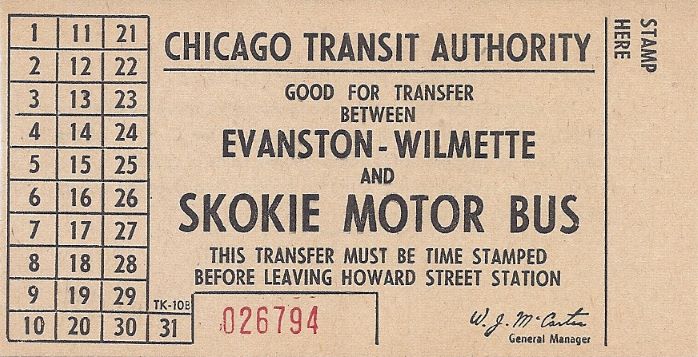 1 11 21
2 12 22
3 13 23
4 14 24
5 15 25
6 16 26
7 17 27
8 18 28
9 19 29
10 20 30 31
TK-10B
CHICAGO TRANSIT AUTHORITY
GOOD FOR TRANSFER
BETWEEN
EVANSTON-WILMETTE
AND
SKOKIE MOTOR BUS
THIS TRANSFER MUST BE TIME STAMPED
BEFORE LEAVING HOWARD STREET STATION
026794
W. J. McCarter
General Manager
STAMP
HERE